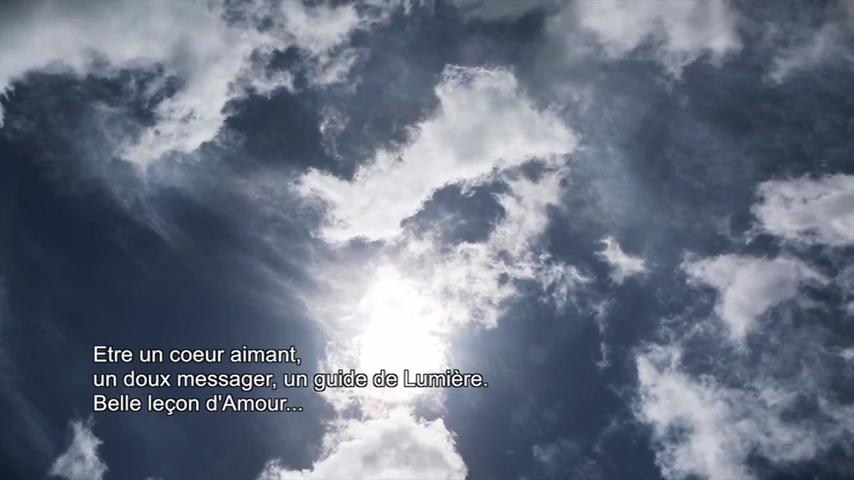 Etre un coeur aimant,
un doux messager, un guide de Lumière.
Belle leçon d'Amour...